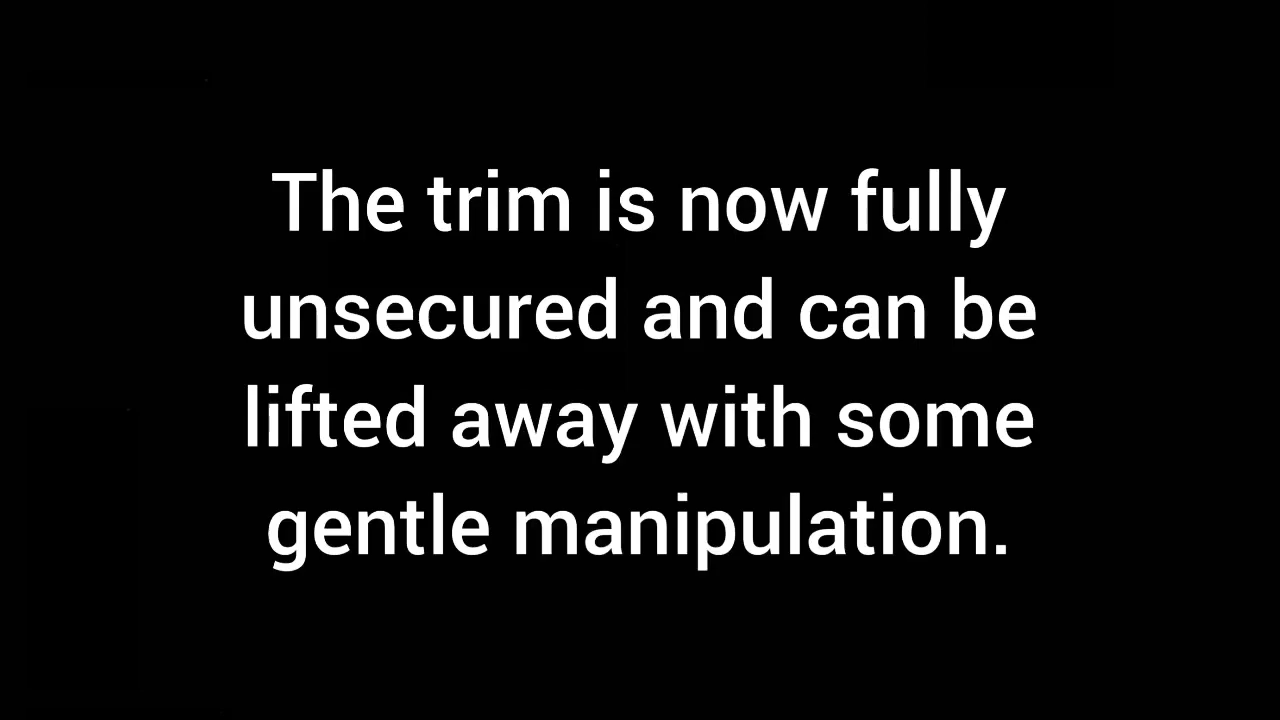 The trim is now fully
unsecured and can be
lifted away with some
gentle manipulation.